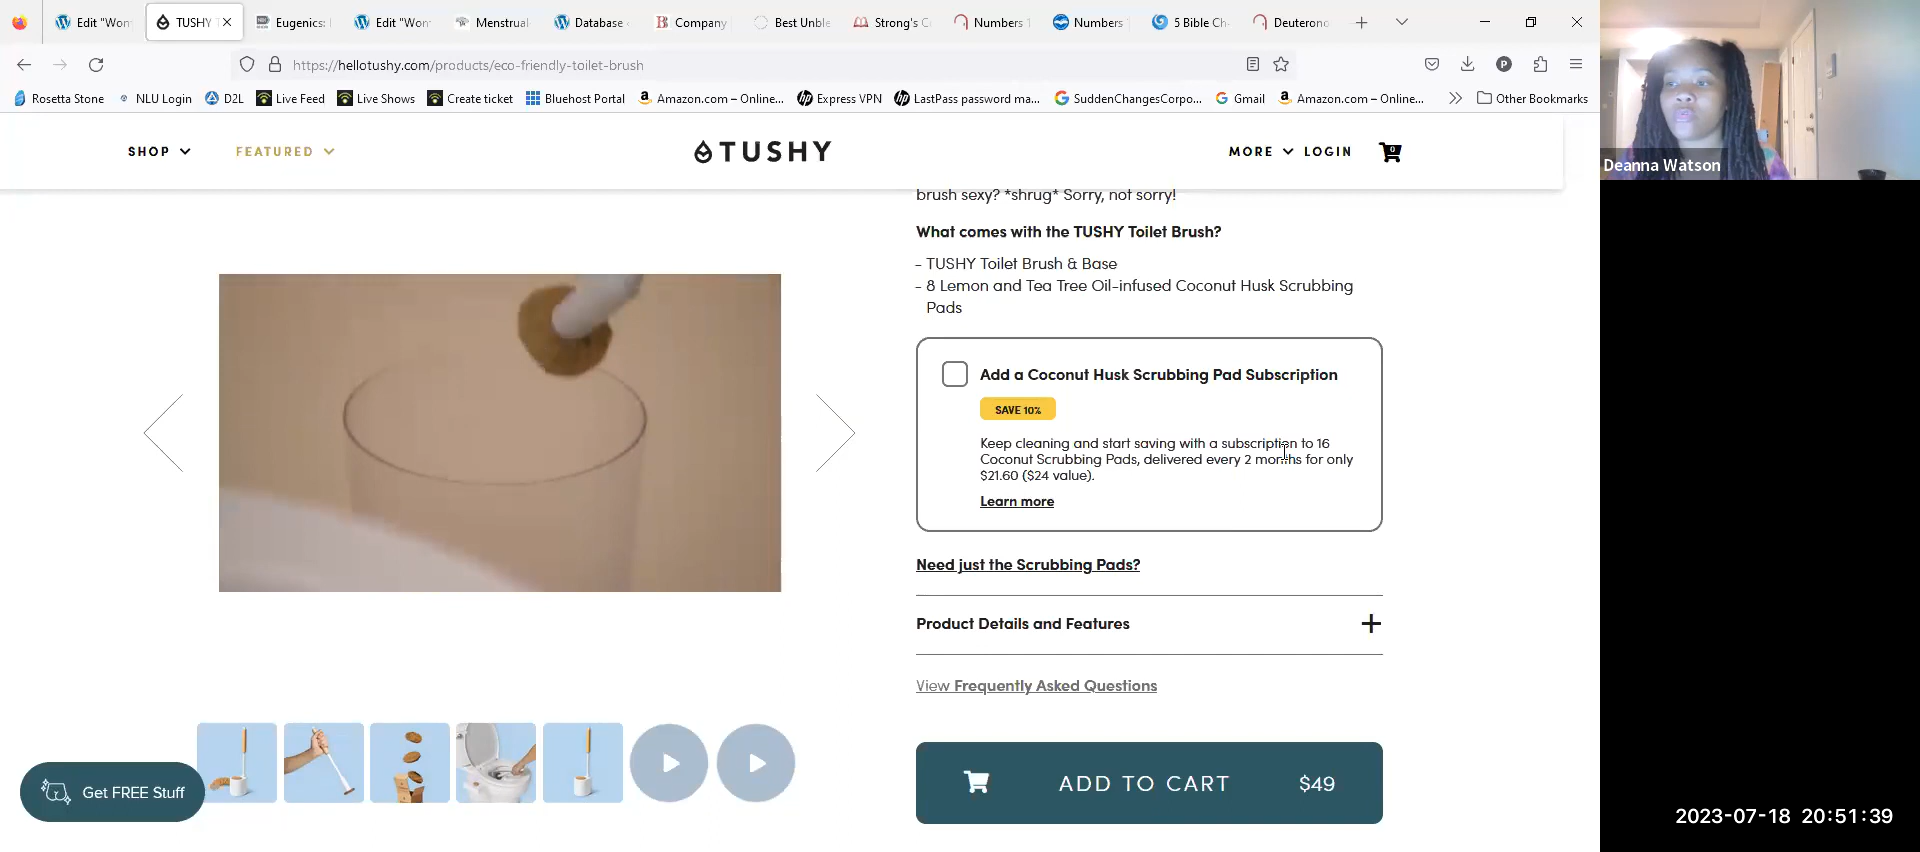 Edit "Won
TUSHY
Eugenics:
Edit "Won
Menstrual
Database
Company
Best Unble
Strong's C
Numbers 1
Numbers
5 Bible Ch
Deuterono
https://hellotushy.com/products/eco-friendly-toilet-brush
Rosetta Stone
NLU Login
D2L
Live Feed
Live Shows
Create ticket
Bluehost Portal
Amazon.com – Online...
Express VPN
LastPass password ma...
SuddenChangesCorpo...
Gmail
Amazon.com – Online...
Other Bookmarks
SHOP
FEATURED
TUSHY
MORE
LOGIN
0
Deanna Watson
brush sexy? *shrug* Sorry, not sorry!
What comes with the TUSHY Toilet Brush?
- TUSHY Toilet Brush & Base
- 8 Lemon and Tea Tree Oil-infused Coconut Husk Scrubbing
Pads
Add a Coconut Husk Scrubbing Pad Subscription
SAVE 10%
Keep cleaning and start saving with a subscription to 16
Coconut Scrubbing Pads, delivered every 2 months for only
$21.60 ($24 value).
Learn more
Need just the Scrubbing Pads?
Product Details and Features
View Frequently Asked Questions
Get FREE Stuff
ADD TO CART $49
2023-07-18 20:51:39